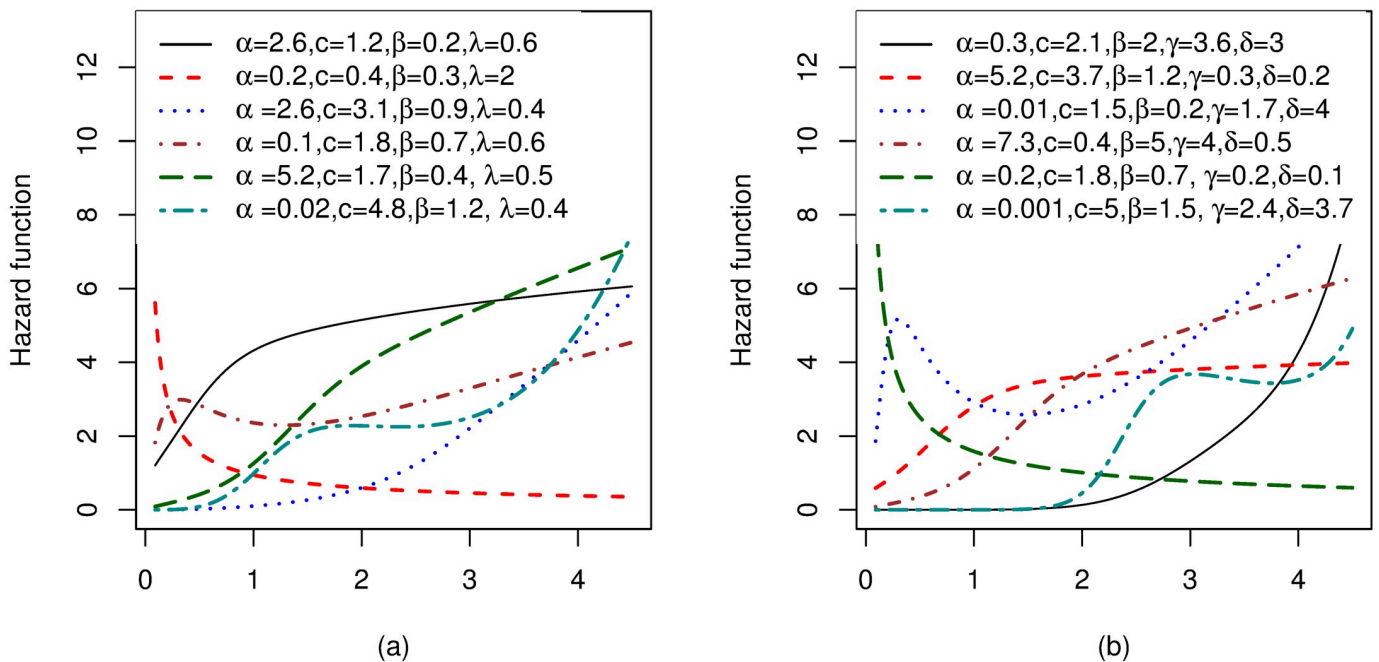 α=2.6,c=1.2,β=0.2,λ=0.6
α=0.2,c=0.4,β=0.3,λ=2
α =2.6,c=3.1,β=0.9,λ=0.4
α =0.1,c=1.8,β=0.7,λ=0.6
α =5.2,c=1.7,β=0.4, λ=0.5
α =0.02,c=4.8,β=1.2, λ=0.4
Hazard function
12
10
8
6
4
2
0
0 1 2 3 4
(a)
α=0.3,c=2.1,β=2,γ=3.6,δ=3
α=5.2,c=3.7,β=1.2,γ=0.3,δ=0.2
α =0.01,c=1.5,β=0.2,γ=1.7,δ=4
α =7.3,c=0.4,β=5,γ=4,δ=0.5
α =0.2,c=1.8,β=0.7, γ=0.2,δ=0.1
α =0.001,c=5,β=1.5, γ=2.4,δ=3.7
Hazard function
12
10
8
6
4
2
0
0 1 2 3 4
(b)